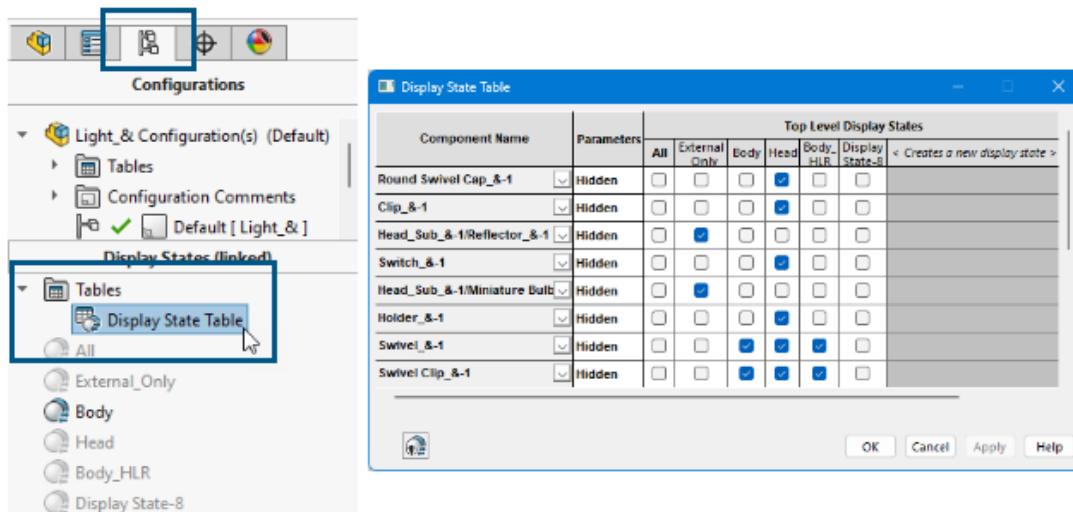 Configurations
Light_& Configuration(s) (Default)
Tables
Configuration Comments
Default [ Light_& ]
Display States (linked)
Tables
Display State Table
All
External_Only
Body
Head
Body_HLR
Display State-8
Display State Table
Component Name Parameters Top Level Display States
All External Only Body Head Body_HLR Display State-8 < Creates a new display state >
Round Swivel Cap_&-1 Hidden
Clip_&-1 Hidden
Head_Sub_&-1/Reflector_&-1 Hidden
Switch_&-1 Hidden
Head_Sub_&-1/Miniature Bulb Hidden
Holder_&-1 Hidden
Swivel_&-1 Hidden
Swivel Clip_&-1 Hidden
OK Cancel Apply Help